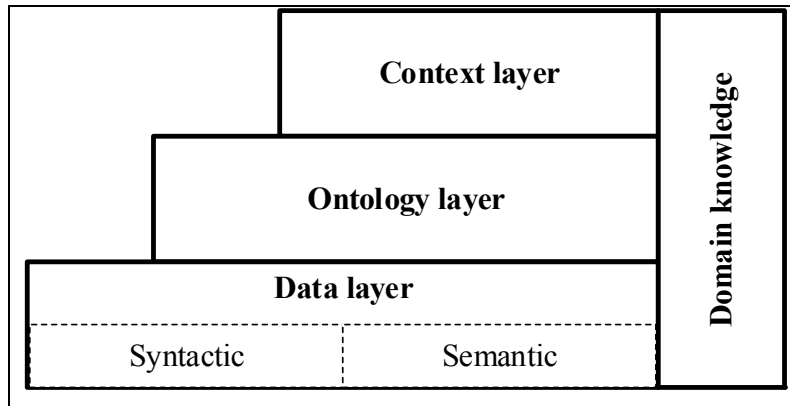 Context layer
Ontology layer
Data layer
Syntactic
Semantic
Domain knowledge